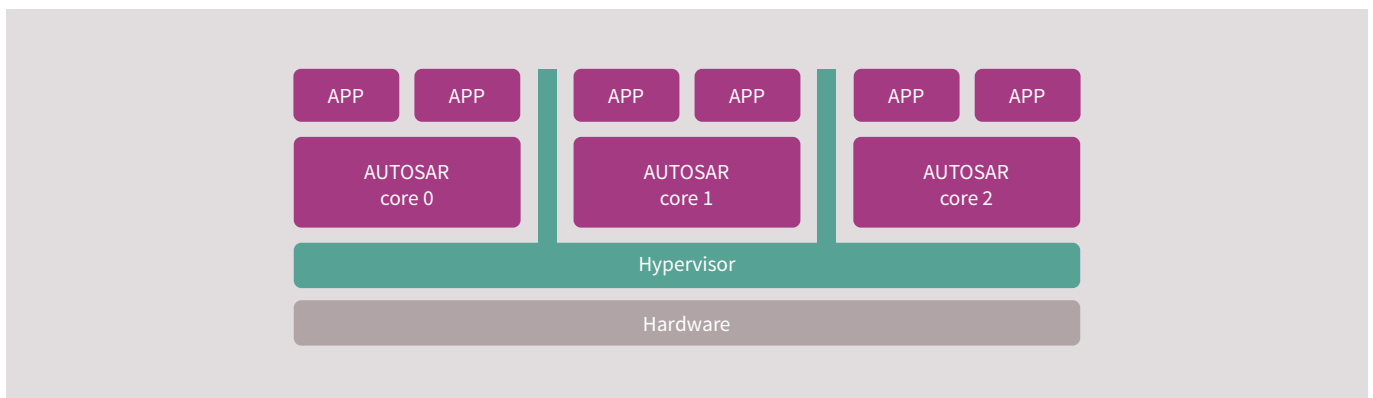 APP
APP
APP
APP
APP
APP
AUTOSAR
core 0
AUTOSAR
core 1
AUTOSAR
core 2
Hypervisor
Hardware